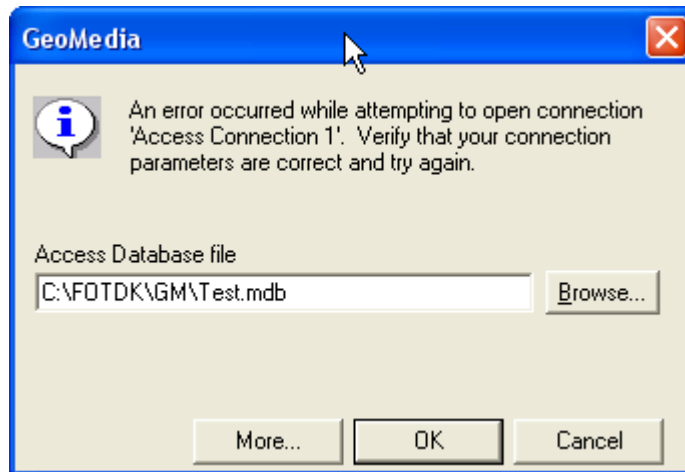 GeoMedia
An error occurred while attempting to open connection
'Access Connection 1'. Verify that your connection
parameters are correct and try again.
Access Database file
C:\FOTDK\GM\Test.mdb
Browse...
More...
OK
Cancel